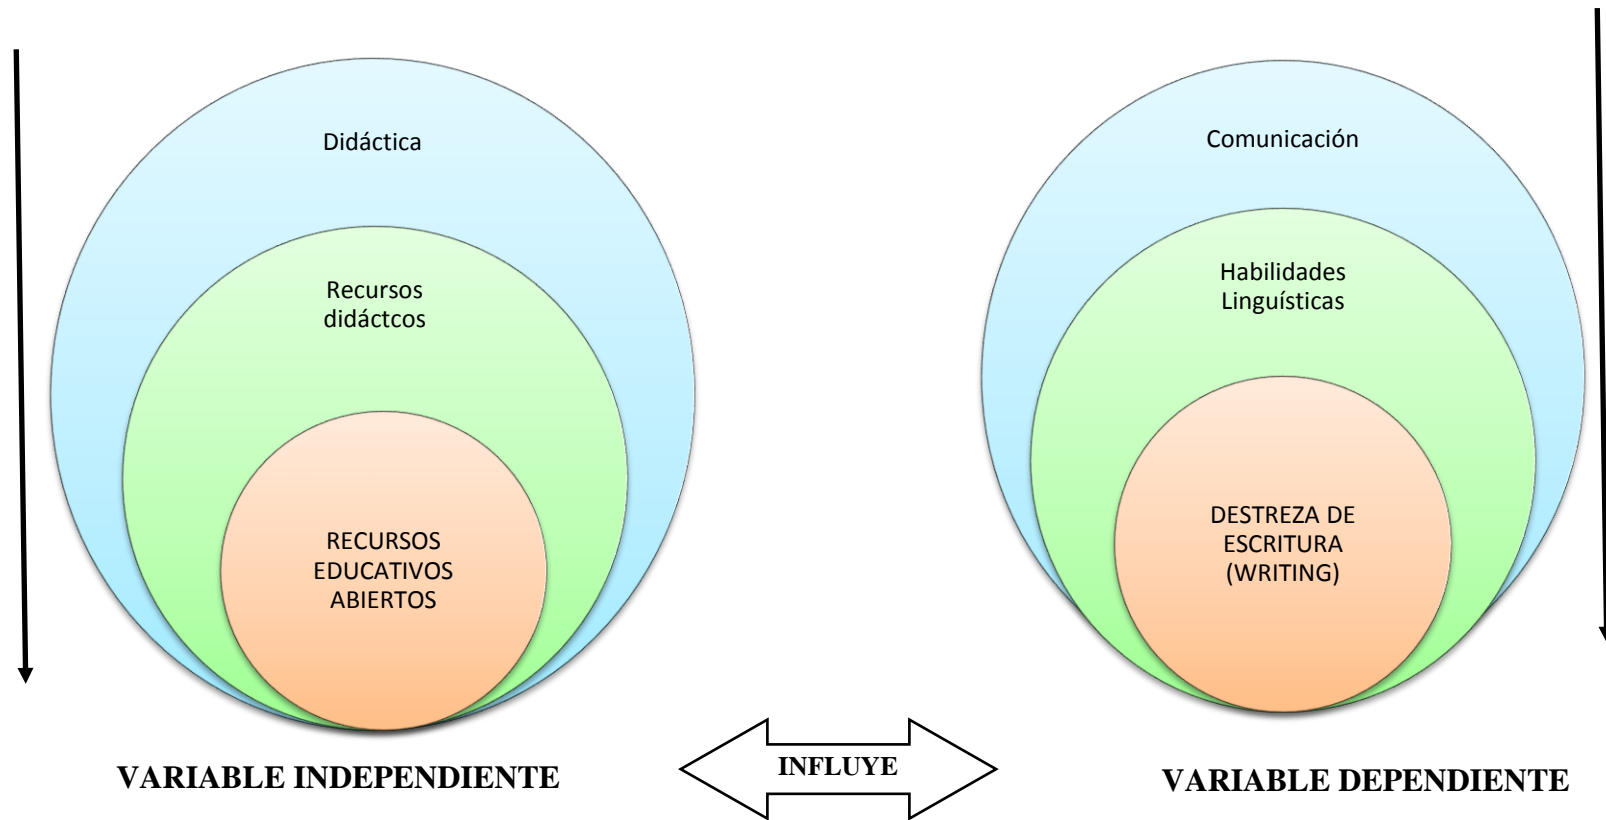 Didáctica
Recursos
didáctcos
RECURSOS
EDUCATIVOS
ABIERTOS
VARIABLE INDEPENDIENTE
INFLUYE
Comunicación
Habilidades
Linguísticas
DESTREZA DE
ESCRITURA
(WRITING)
VARIABLE DEPENDIENTE